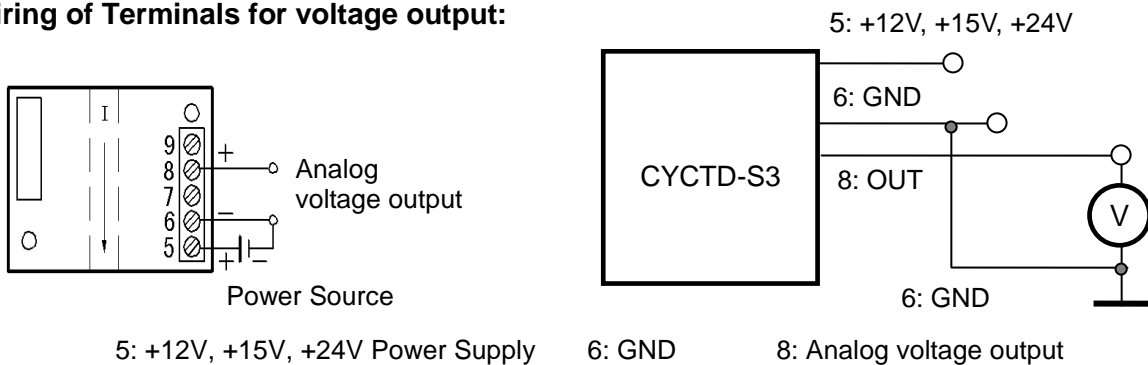 iring of Terminals for voltage output:
I
9
8
7
6
5
+
−
+
−
Analog
voltage output
Power Source
5: +12V, +15V, +24V
6: GND
CYCTD-S3
8: OUT
V
6: GND
5: +12V, +15V, +24V Power Supply 6: GND 8: Analog voltage output